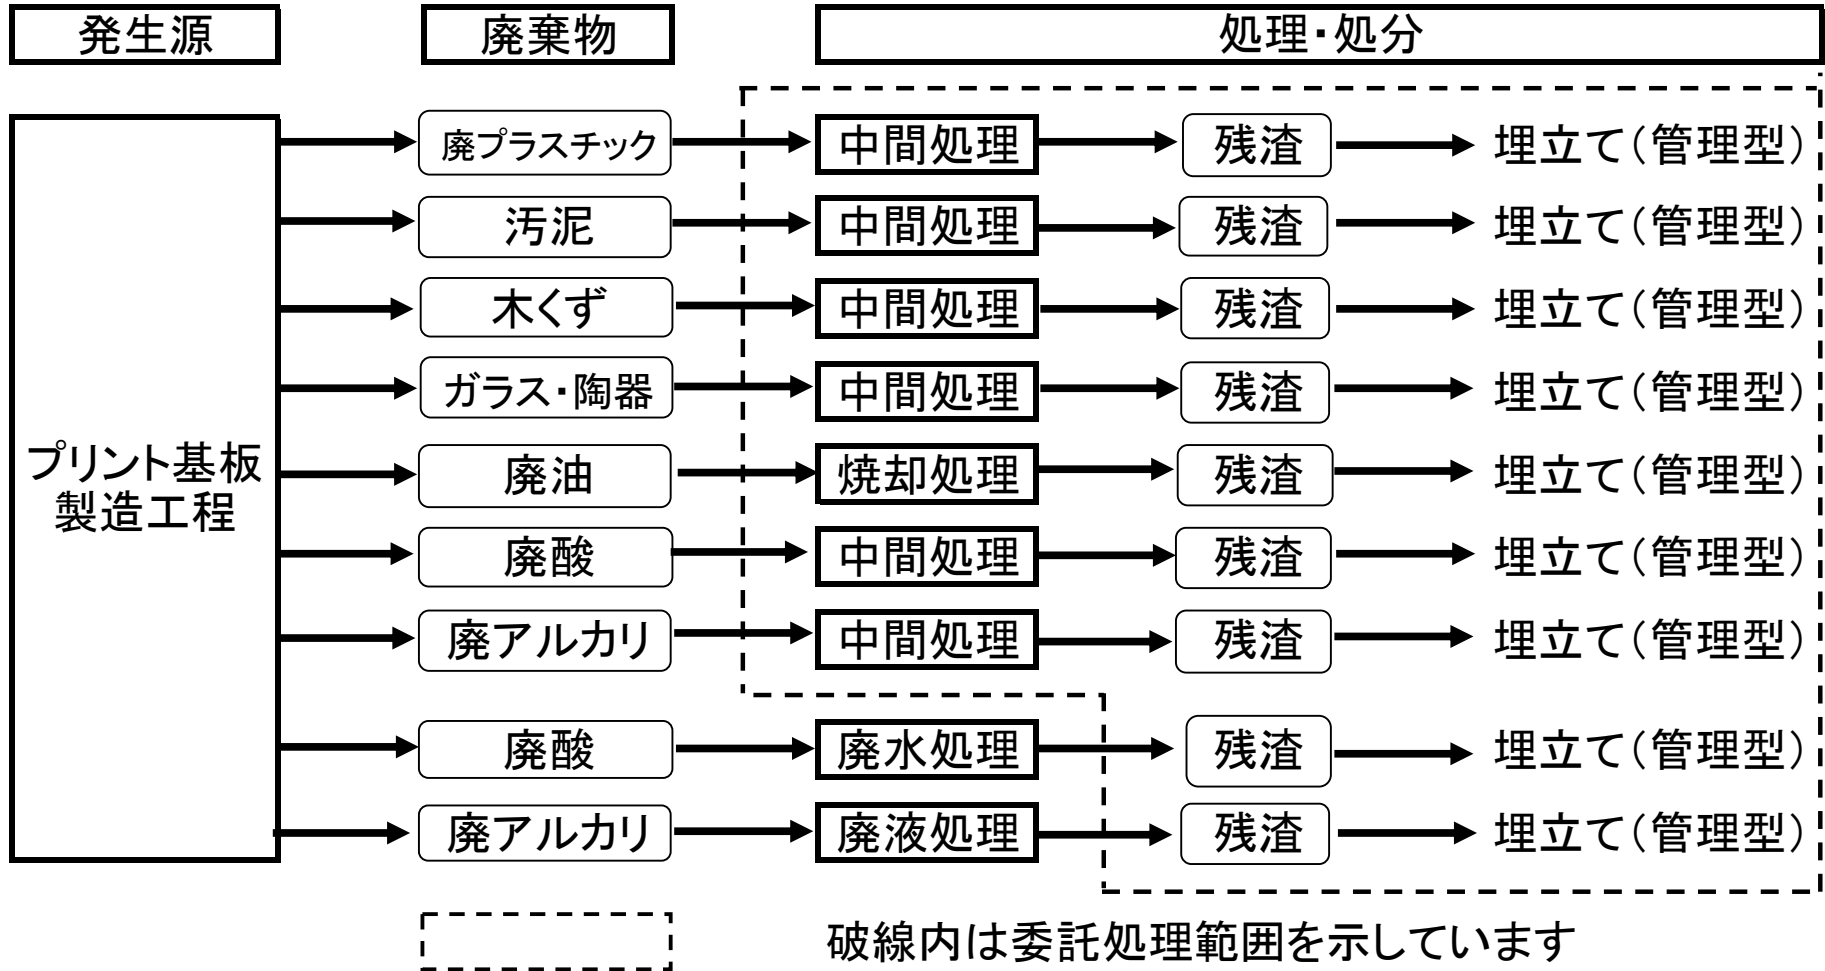 発生源 廃棄物 処理・処分
廃プラスチック 中間処理 残渣 埋立て(管理型)
汚泥 中間処理 残渣 埋立て(管理型)
木くず 中間処理 残渣 埋立て(管理型)
ガラス・陶器 中間処理 残渣 埋立て(管理型)
プリント基板
製造工程
廃油 焼却処理 残渣 埋立て(管理型)
廃酸 中間処理 残渣 埋立て(管理型)
廃アルカリ 中間処理 残渣 埋立て(管理型)
廃酸 廃水処理 残渣 埋立て(管理型)
廃アルカリ 廃液処理 残渣 埋立て(管理型)
破線内は委託処理範囲を示しています